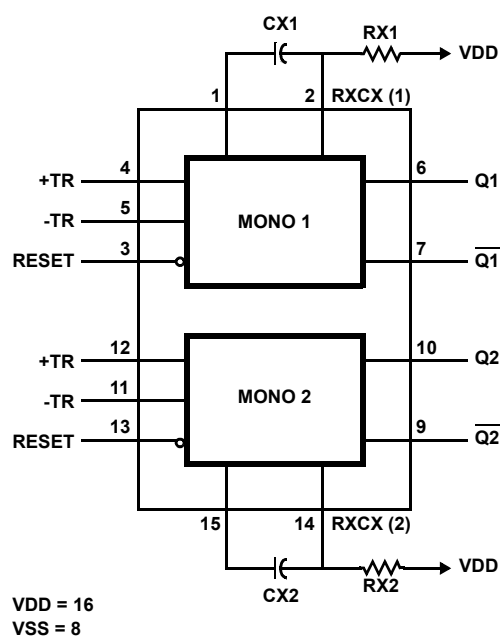 CX1
RX1
VDD
1
2
RXCX (1)
+TR
4
6
Q1
-TR
5
MONO 1
RESET
3
7
Q1
+TR
12
10
Q2
-TR
11
MONO 2
RESET
13
9
Q2
15
14
RXCX (2)
VDD
CX2
RX2
VDD = 16
VSS = 8